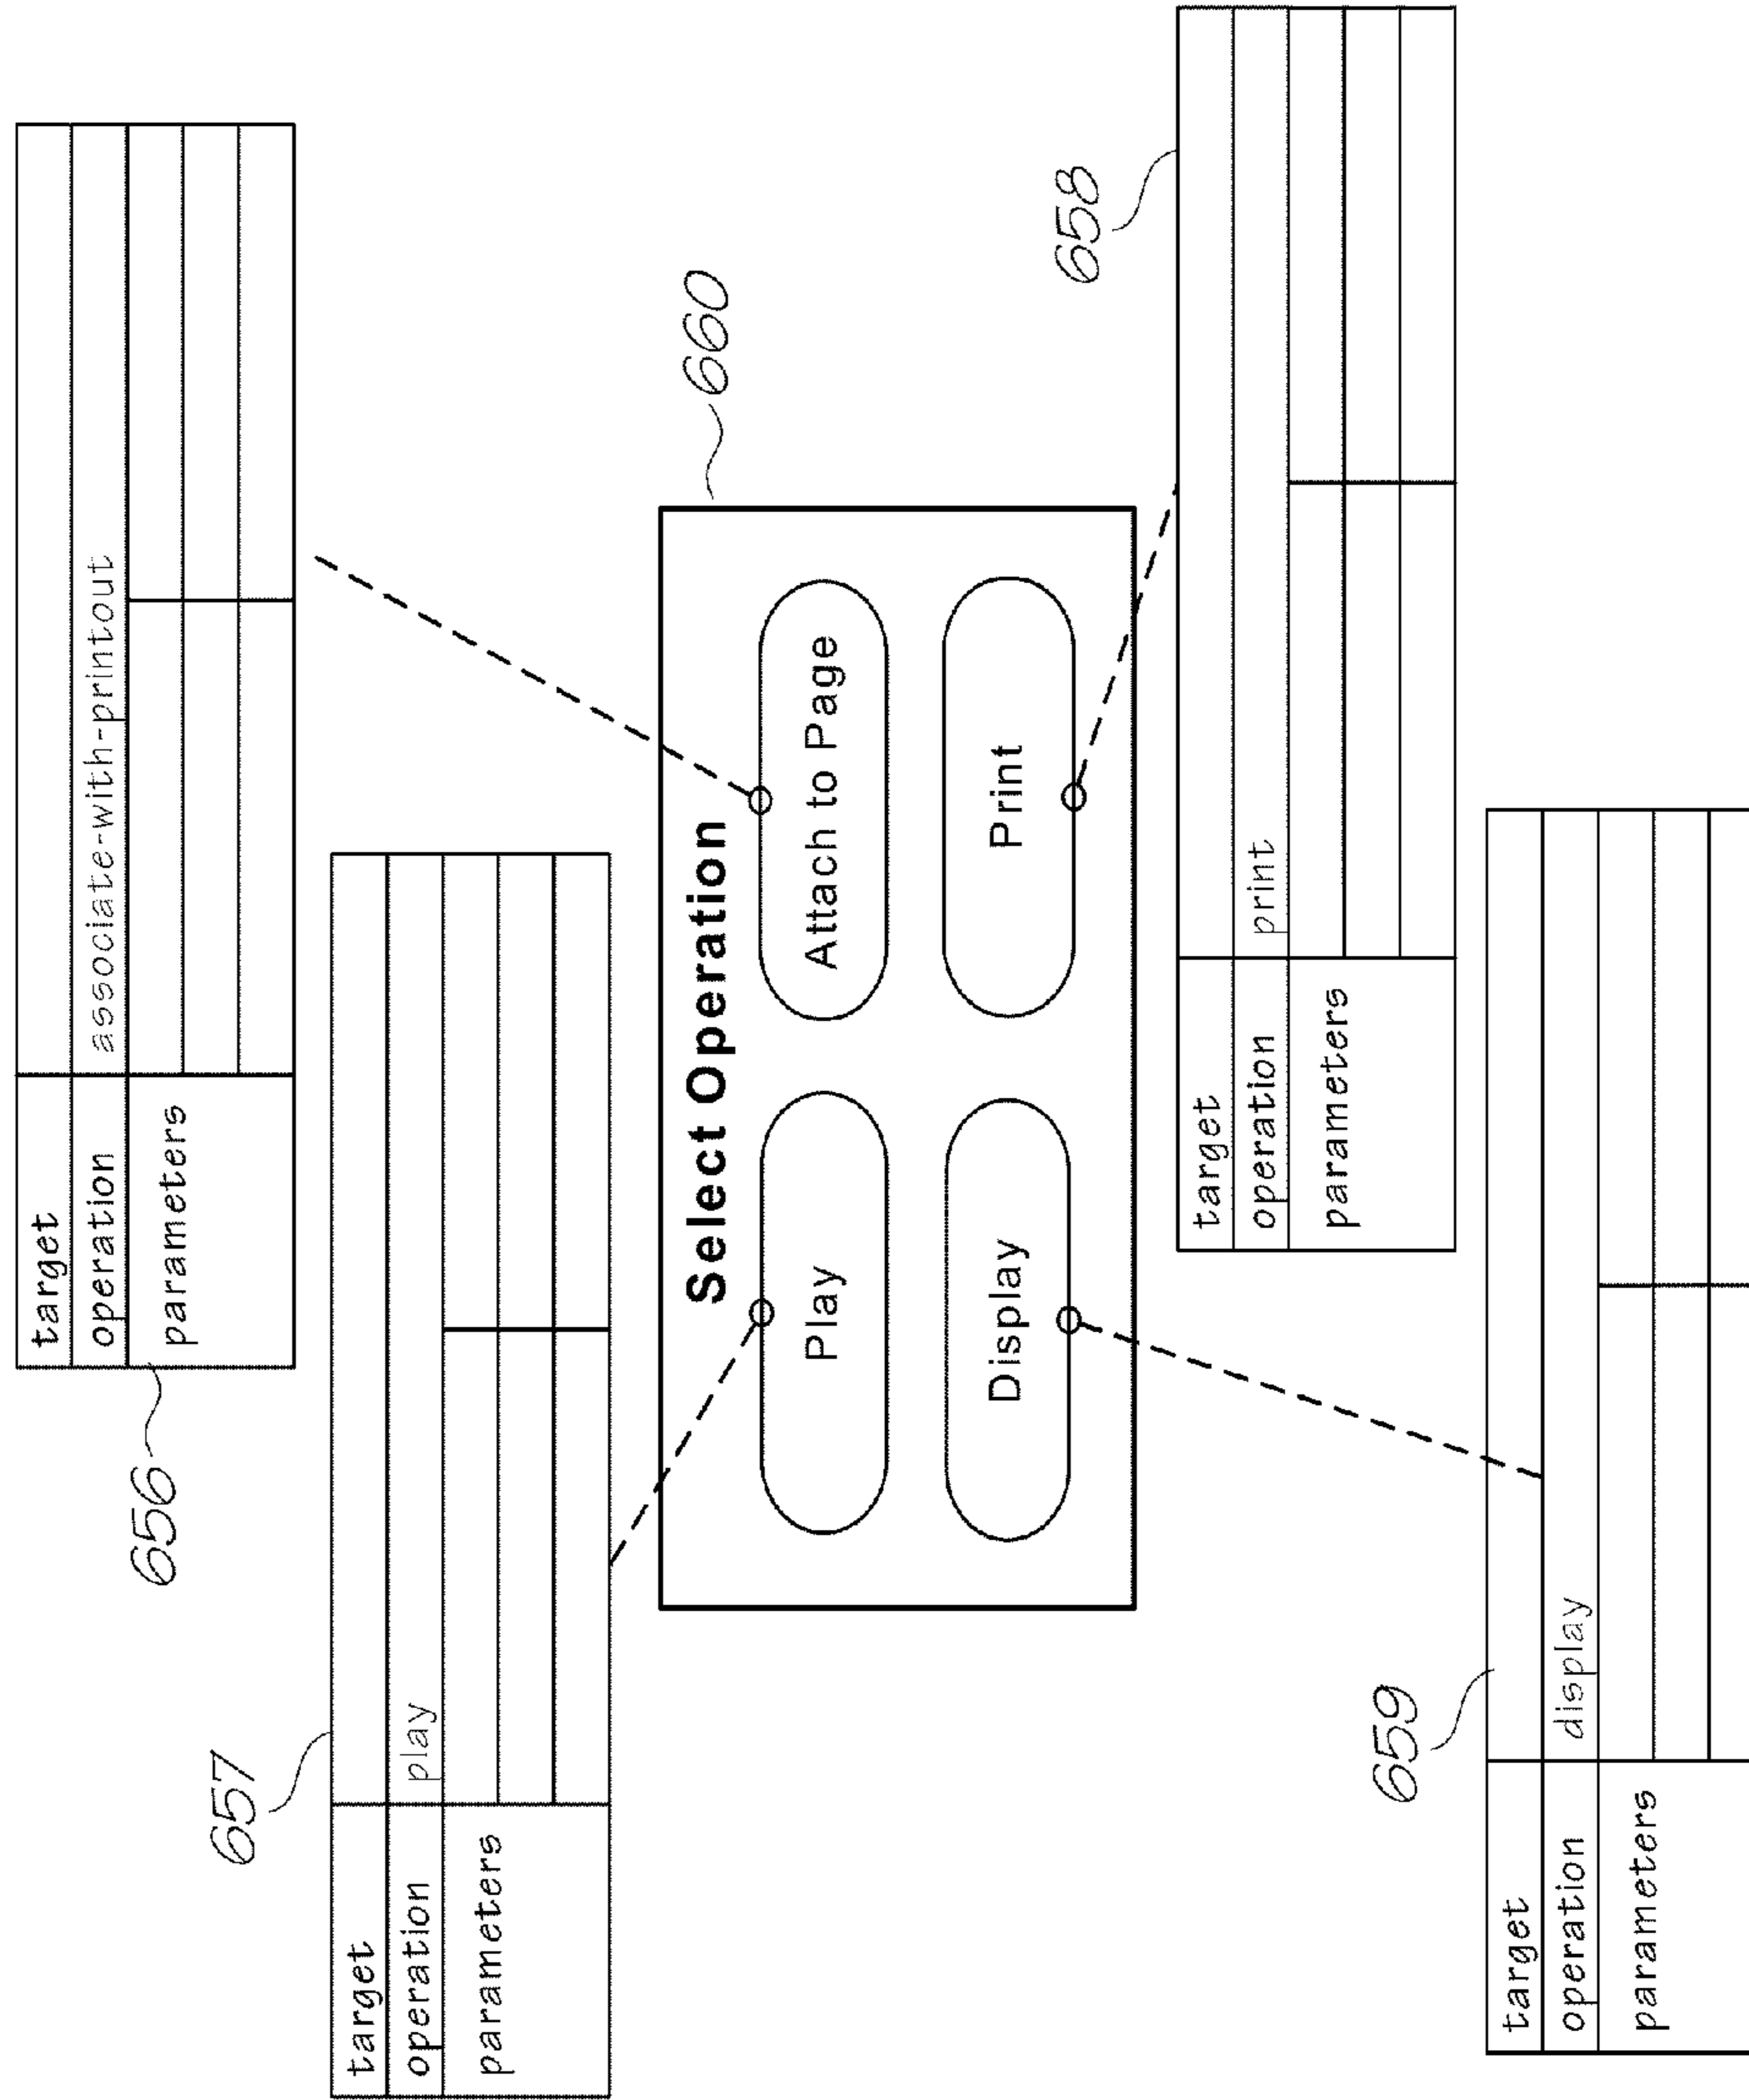 target
operation associate-with-printout
parameters
656
657
target
operation play
parameters
660
Select Operation
Play Attach to Page
Display Print
658
target
operation print
parameters
659
target
operation display
parameters